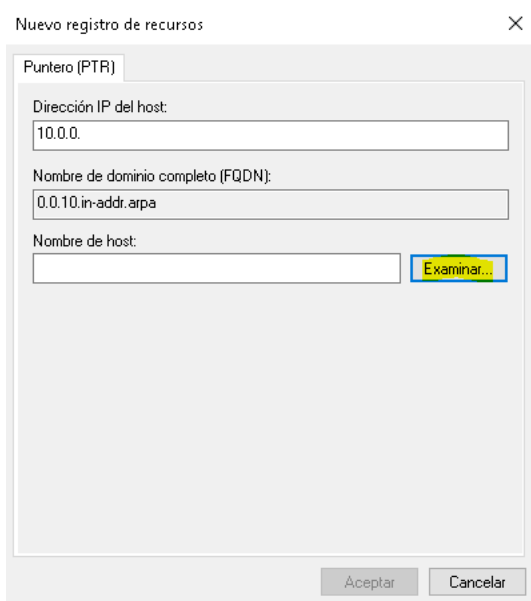 Nuevo registro de recursos
Puntero (PTR)
Dirección IP del host:
10.0.0.
Nombre de dominio completo (FQDN):
0.0.10.in-addr.arpa
Nombre de host:
Examinar...
Aceptar Cancelar